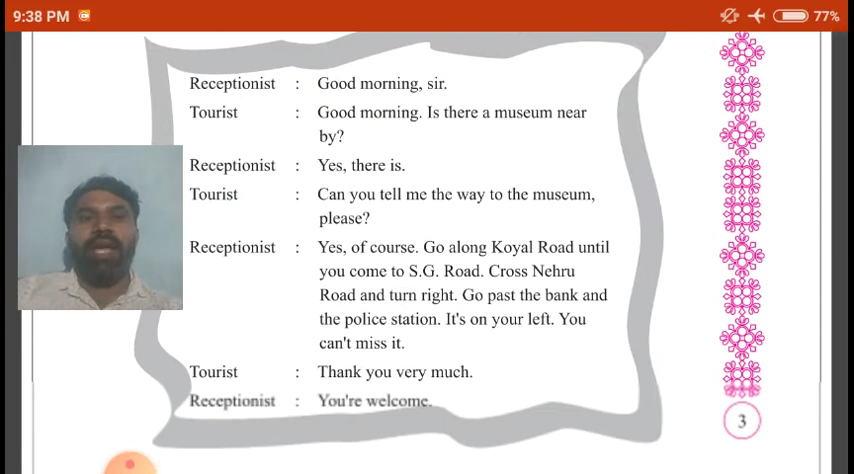 9:38 PM 77%
Receptionist : Good morning, sir.
Tourist : Good morning. Is there a museum near
by?
Receptionist : Yes, there is.
Tourist : Can you tell me the way to the museum,
please?
Receptionist : Yes, of course. Go along Koyal Road until
you come to S.G. Road. Cross Nehru
Road and turn right. Go past the bank and
the police station. It's on your left. You
can't miss it.
Tourist : Thank you very much.
Receptionist : You're welcome.
3